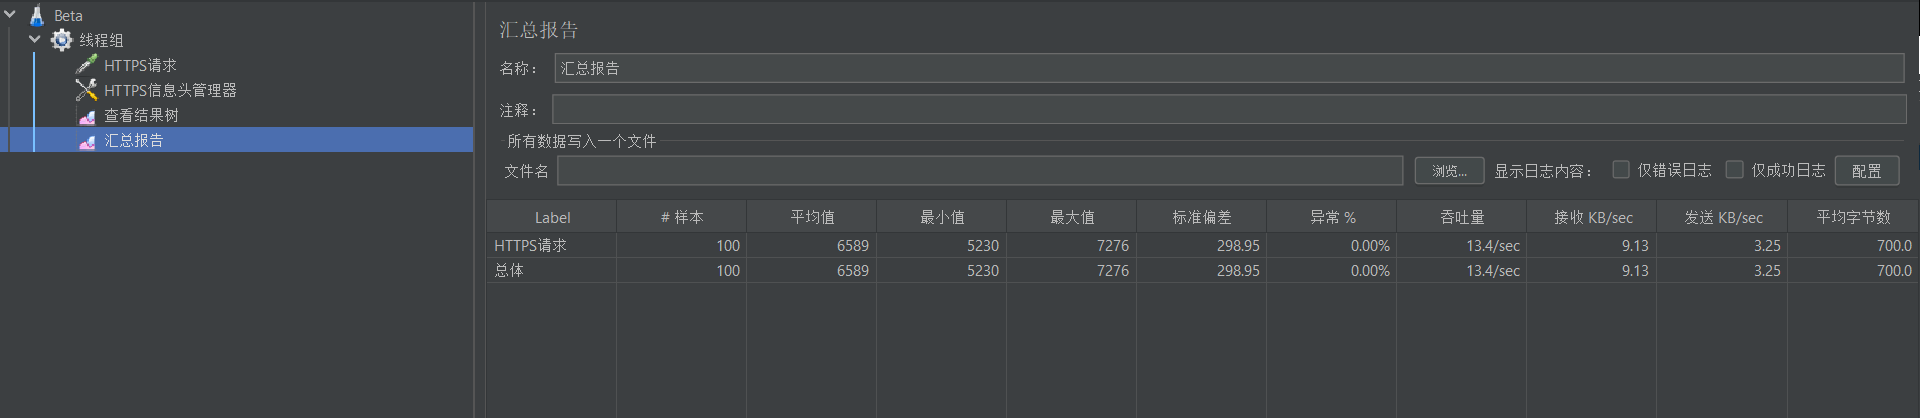 Beta
线程组
HTTPS请求
HTTPS信息头管理器
查看结果树
汇总报告
汇总报告
名称： 汇总报告
注释：
所有数据写入一个文件
文件名 浏览... 显示日志内容： 仅错误日志 仅成功日志 配置
Label # 样本 平均值 最小值 最大值 标准偏差 异常 % 吞吐量 接收 KB/sec 发送 KB/sec 平均字节数
HTTPS请求 100 6589 5230 7276 298.95 0.00% 13.4/sec 9.13 3.25 700.0
总体 100 6589 5230 7276 298.95 0.00% 13.4/sec 9.13 3.25 700.0